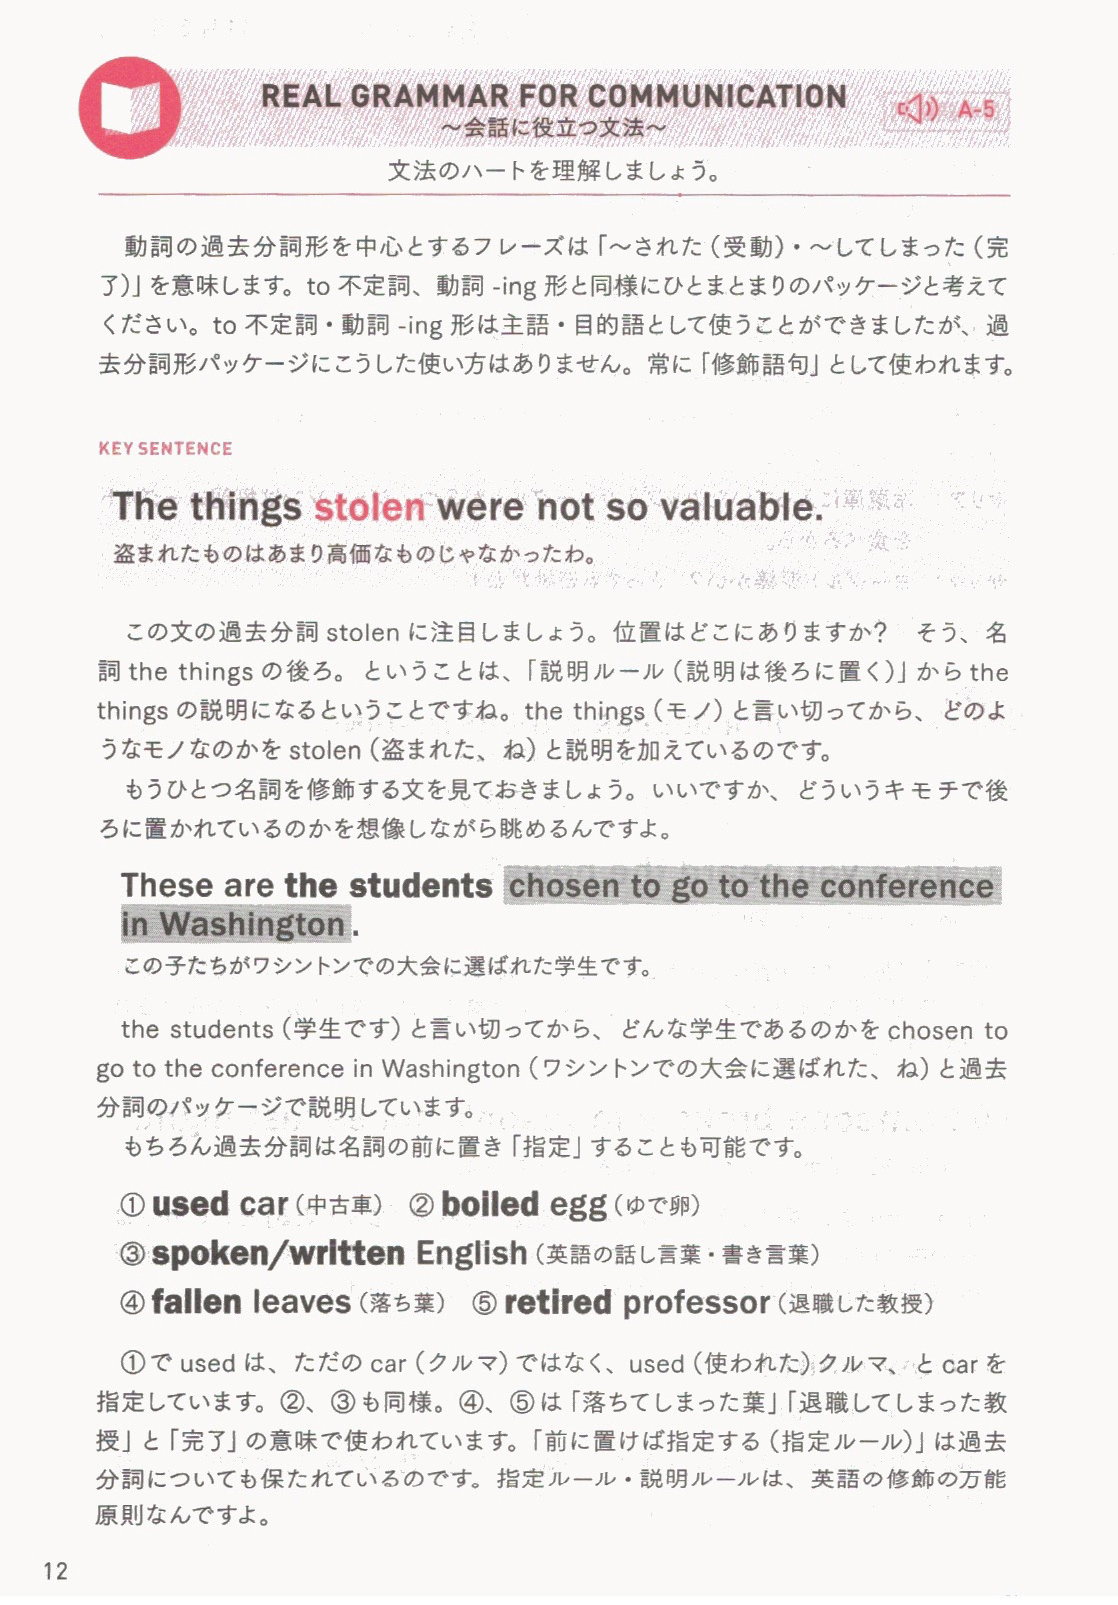 REAL GRAMMAR FOR COMMUNICATION
A-5
〜会話に役立つ文法〜
文法のハートを理解しましょう。
動詞の過去分詞形を中心とするフレーズは「〜された（受動）・〜してしまった（完
了）」を意味します。to 不定詞、動詞 -ing 形と同様にひとまとまりのパッケージと考えて
ください。to 不定詞・動詞 -ing 形は主語・目的語として使うことができましたが、過
去分詞形パッケージにこうした使い方はありません。常に「修飾語句」として使われます。
KEY SENTENCE
The things stolen were not so valuable.
盗まれたものはあまり高価なものじゃなかったわ。
この文の過去分詞 stolen に注目しましょう。位置はどこにありますか？　そう、名
詞 the things の後ろ。ということは、「説明ルール（説明は後ろに置く）」から the
things の説明になるということですね。the things（モノ）と言い切ってから、どのよ
うなモノなのかを stolen（盗まれた、ね）と説明を加えているのです。
もうひとつ名詞を修飾する文を見ておきましょう。いいですか、どういうキモチで後
ろに置かれているのかを想像しながら眺めるんですよ。
These are the students chosen to go to the conference
in Washington.
この子たちがワシントンでの大会に選ばれた学生です。
the students（学生です）と言い切ってから、どんな学生であるのかを chosen to
go to the conference in Washington（ワシントンでの大会に選ばれた、ね）と過去
分詞のパッケージで説明しています。
もちろん過去分詞は名詞の前に置き「指定」することも可能です。
① used car（中古車）　② boiled egg（ゆで卵）
③ spoken/written English（英語の話し言葉・書き言葉）
④ fallen leaves（落ち葉）　⑤ retired professor（退職した教授）
①で used は、ただの car（クルマ）ではなく、used（使われた）クルマ、と car を
指定しています。②、③も同様。④、⑤は「落ちてしまった葉」「退職してしまった教
授」と「完了」の意味で使われています。「前に置けば指定する（指定ルール）」は過去
分詞についても保たれているのです。指定ルール・説明ルールは、英語の修飾の万能
原則なんですよ。
12